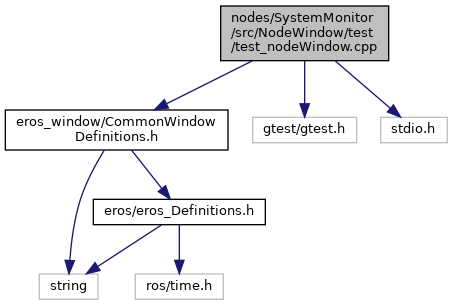 nodes/SystemMonitor
/src/NodeWindow/test
/test_nodeWindow.cpp
eros_window/CommonWindow
Definitions.h
gtest/gtest.h
stdio.h
eros/eros_Definitions.h
string
ros/time.h